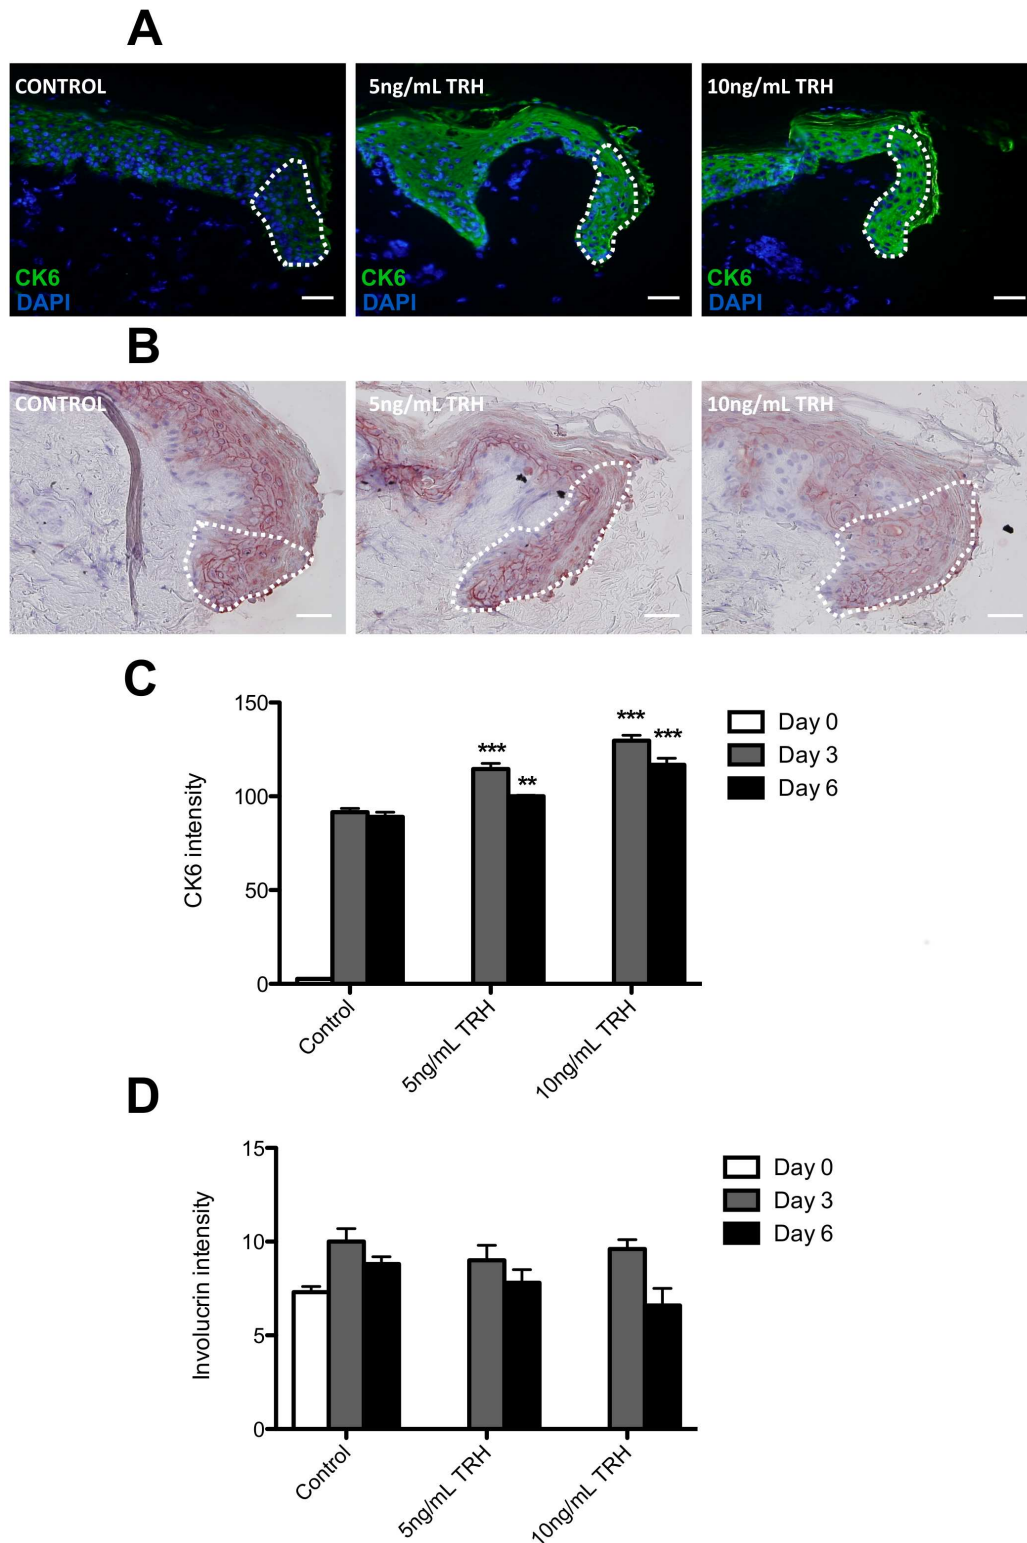 A
CONTROL
5ng/mL TRH
10ng/mL TRH
CK6
DAPI
CK6
DAPI
CK6
DAPI
B
CONTROL
5ng/mL TRH
10ng/mL TRH
C
150
100
50
0
CK6 intensity
***
**
***
***
Day 0
Day 3
Day 6
Control
5ng/mL TRH
10ng/mL TRH
D
15
10
5
0
Involucrin intensity
Day 0
Day 3
Day 6
Control
5ng/mL TRH
10ng/mL TRH